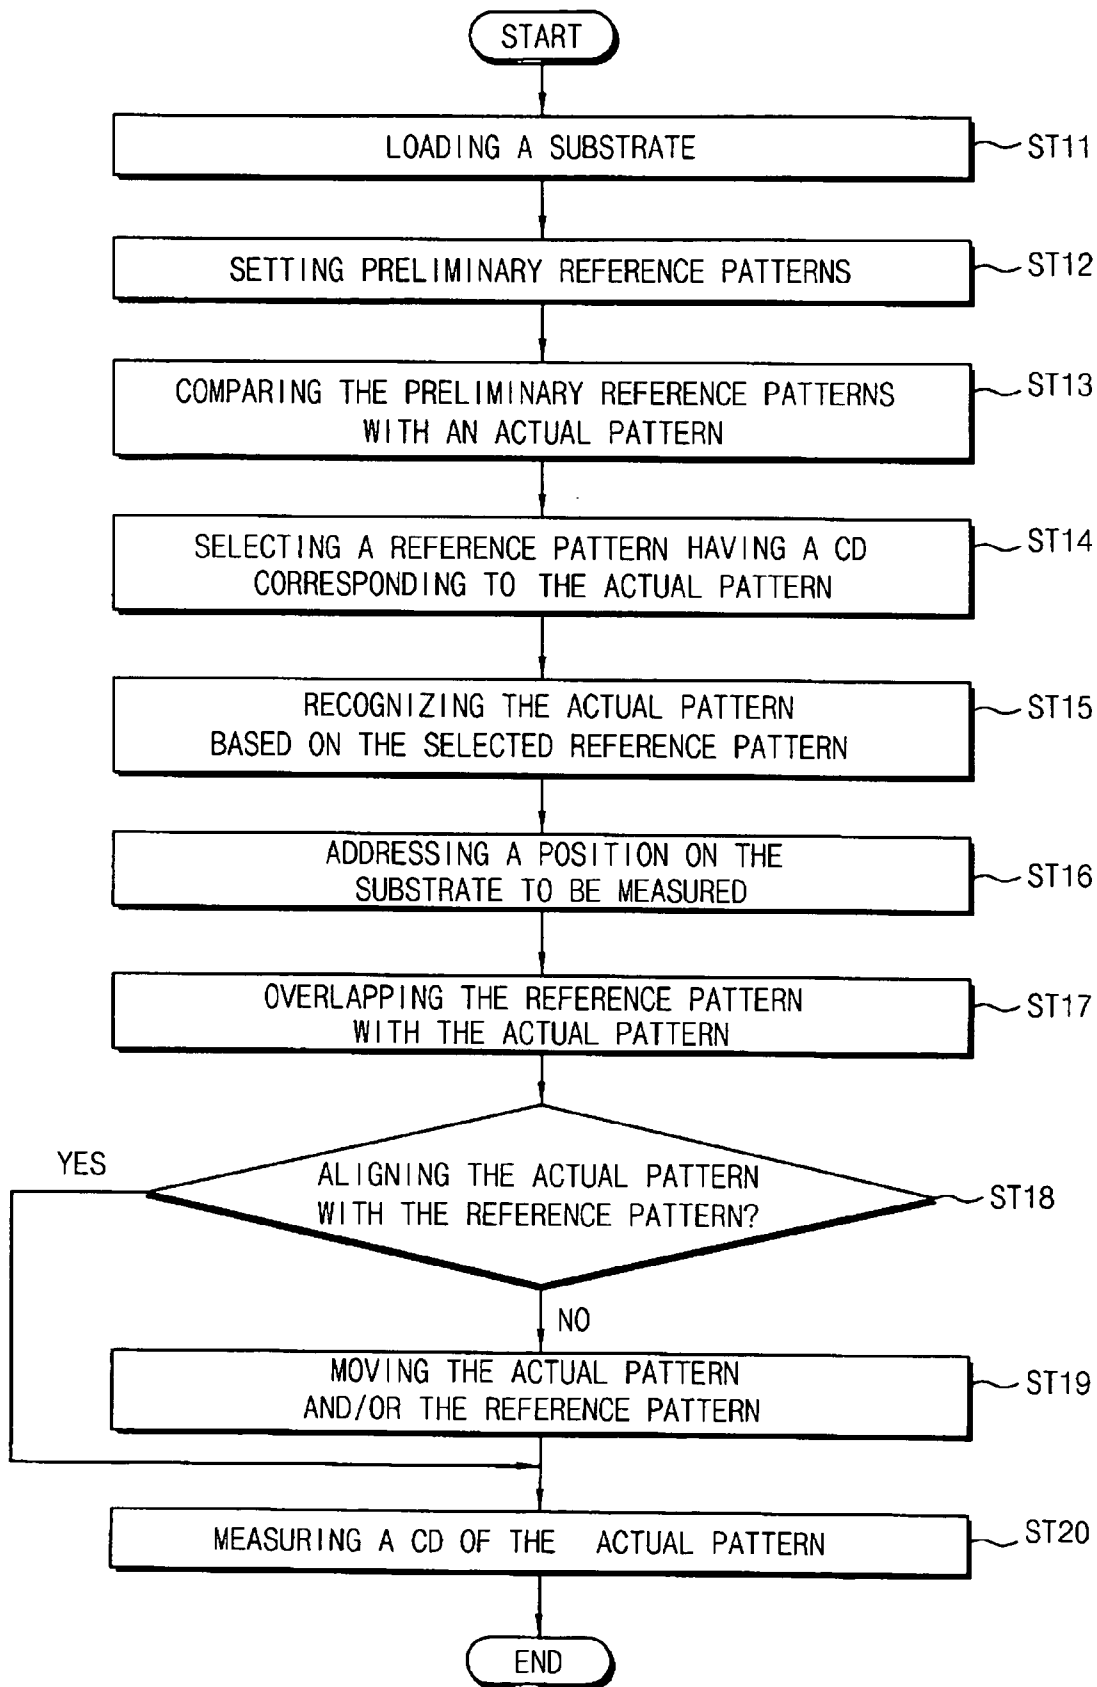 START
LOADING A SUBSTRATE
ST11
SETTING PRELIMINARY REFERENCE PATTERNS
ST12
COMPARING THE PRELIMINARY REFERENCE PATTERNS
WITH AN ACTUAL PATTERN
ST13
SELECTING A REFERENCE PATTERN HAVING A CD
CORRESPONDING TO THE ACTUAL PATTERN
ST14
RECOGNIZING THE ACTUAL PATTERN
BASED ON THE SELECTED REFERENCE PATTERN
ST15
ADDRESSING A POSITION ON THE
SUBSTRATE TO BE MEASURED
ST16
OVERLAPPING THE REFERENCE PATTERN
WITH THE ACTUAL PATTERN
ST17
YES
ALIGNING THE ACTUAL PATTERN
WITH THE REFERENCE PATTERN?
ST18
NO
MOVING THE ACTUAL PATTERN
AND/OR THE REFERENCE PATTERN
ST19
MEASURING A CD OF THE ACTUAL PATTERN
ST20
END